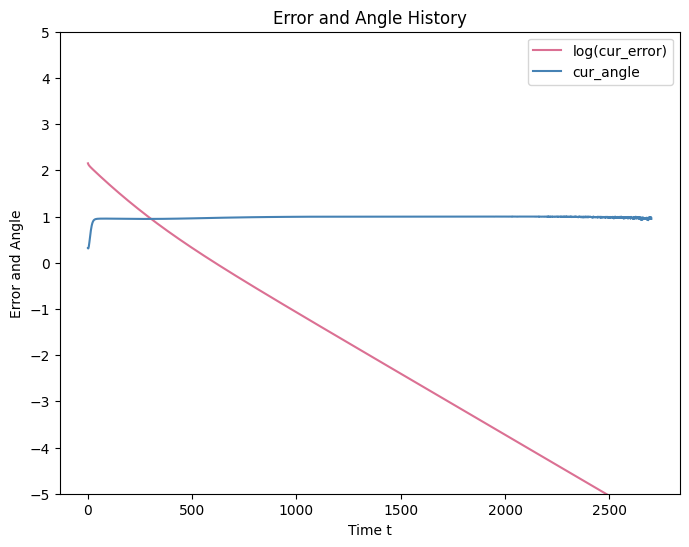 Error and Angle History
log(cur_error)
cur_angle
Error and Angle
5
4
3
2
1
0
−1
−2
−3
−4
−5
0 500 1000 1500 2000 2500
Time t